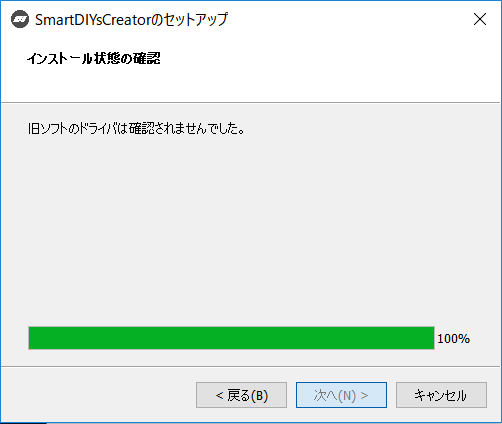 SmartDIYsCreatorのセットアップ
インストール状態の確認
旧ソフトのドライバは確認されませんでした。
100%
< 戻る(B)
次へ(N) >
キャンセル